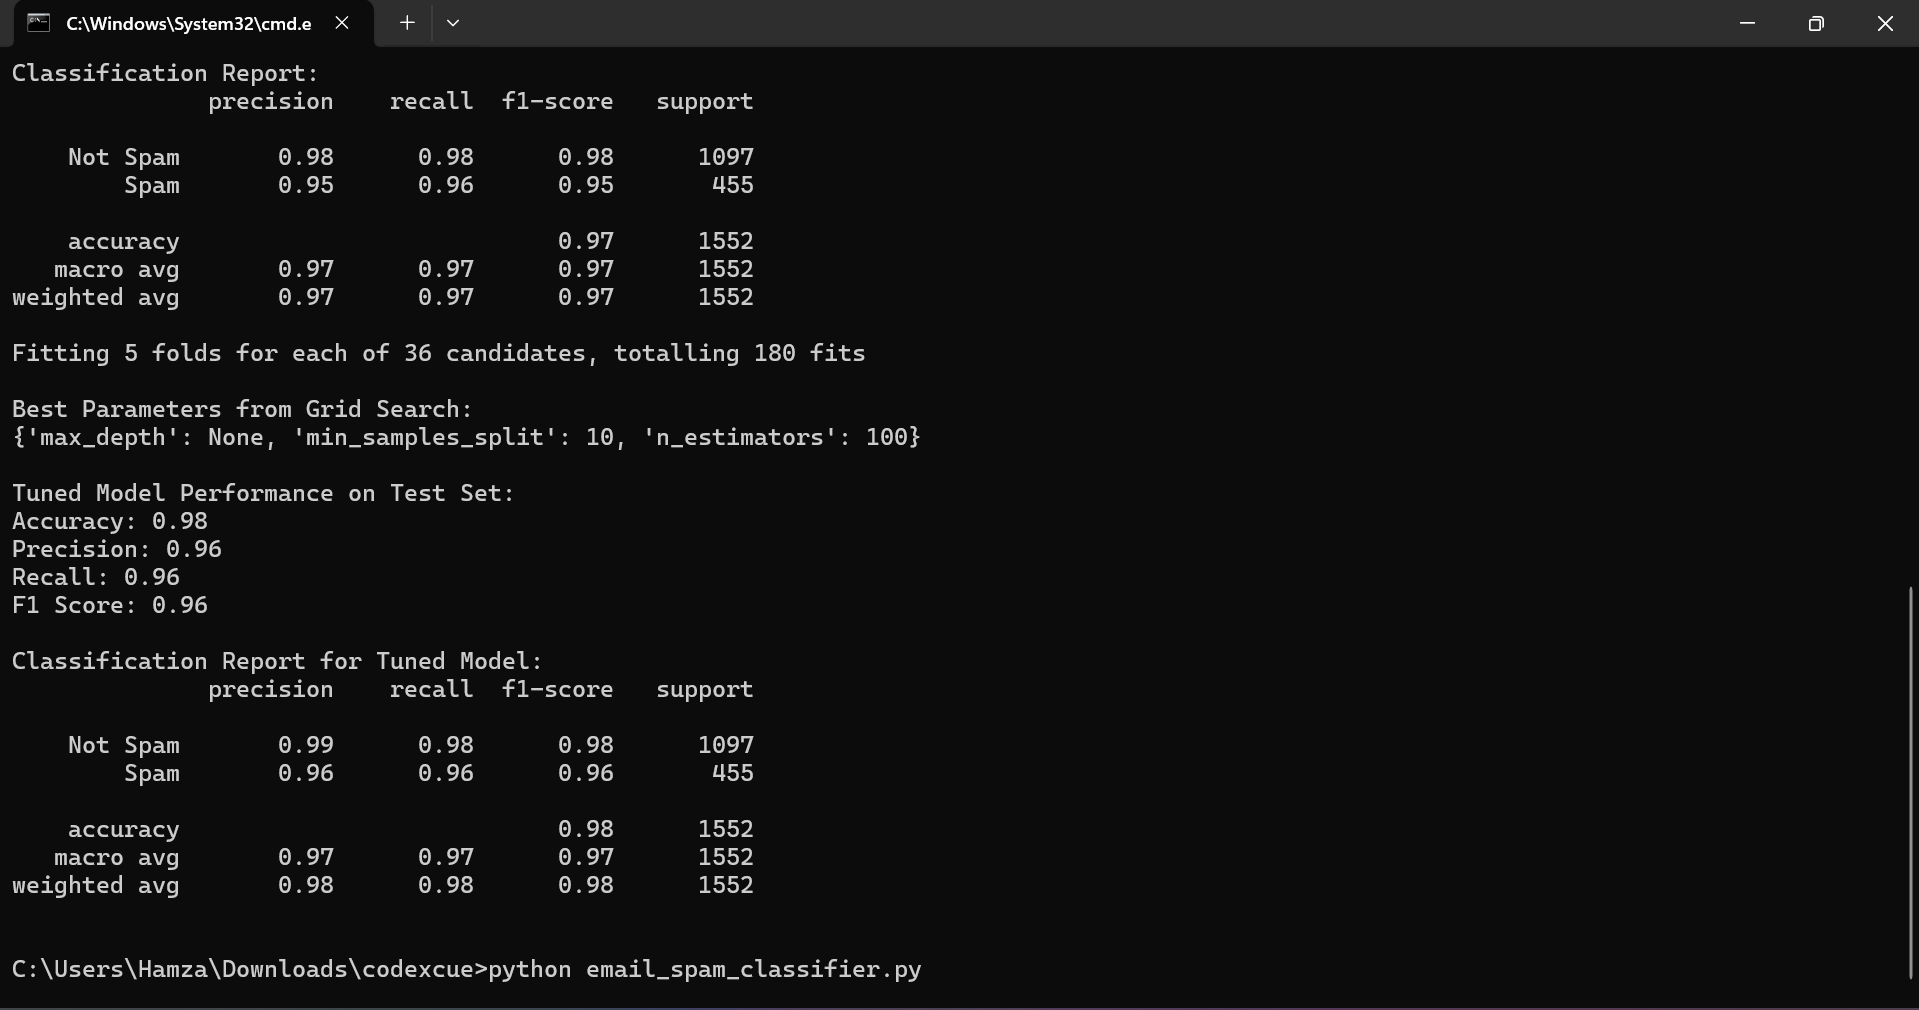 C:\Windows\System32\cmd.e
Classification Report:
              precision    recall  f1-score   support

    Not Spam       0.98      0.98      0.98      1097
        Spam       0.95      0.96      0.95       455

    accuracy                           0.97      1552
   macro avg       0.97      0.97      0.97      1552
weighted avg       0.97      0.97      0.97      1552

Fitting 5 folds for each of 36 candidates, totalling 180 fits

Best Parameters from Grid Search:
{'max_depth': None, 'min_samples_split': 10, 'n_estimators': 100}

Tuned Model Performance on Test Set:
Accuracy: 0.98
Precision: 0.96
Recall: 0.96
F1 Score: 0.96

Classification Report for Tuned Model:
              precision    recall  f1-score   support

    Not Spam       0.99      0.98      0.98      1097
        Spam       0.96      0.96      0.96       455

    accuracy                           0.98      1552
   macro avg       0.97      0.97      0.97      1552
weighted avg       0.98      0.98      0.98      1552

C:\Users\Hamza\Downloads\codexcue>python email_spam_classifier.py